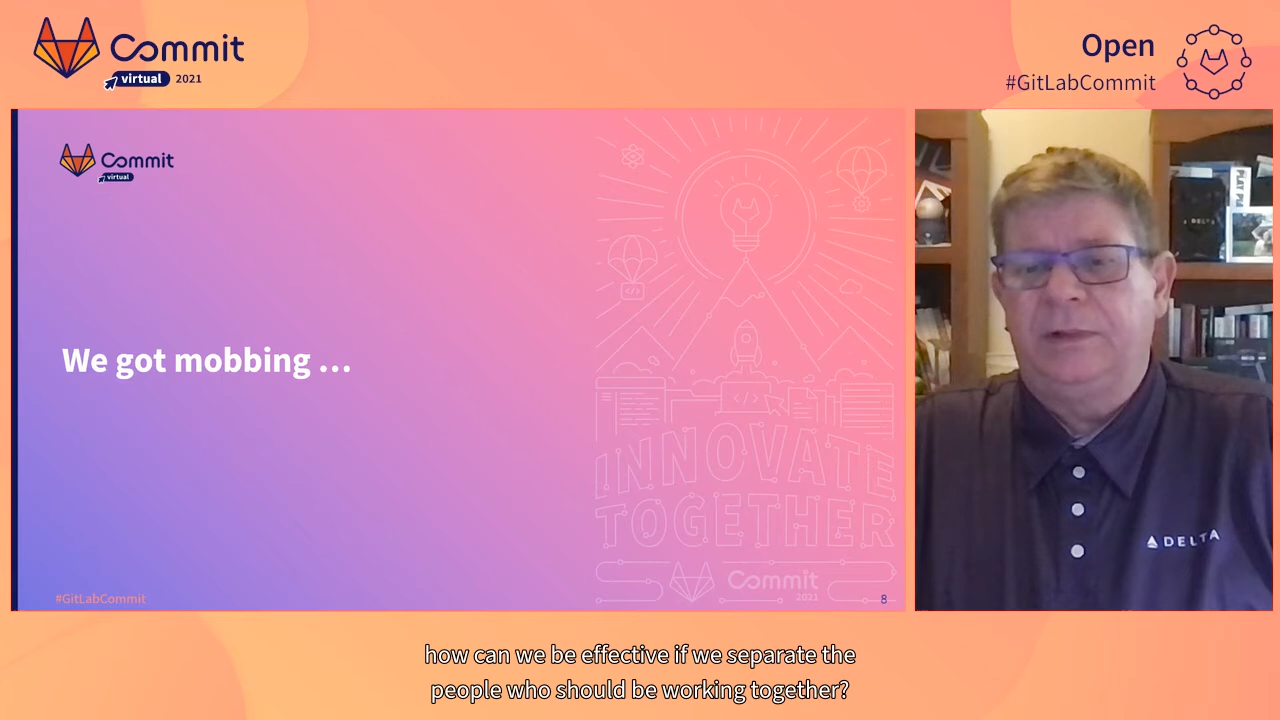 Commit
virtual 2021
Open
#GitLabCommit
Commit
virtual
We got mobbing ...
INNOVATE
TOGETHER
Commit
2021
#GitLabCommit
8
DELTA
DELTA
how can we be effective if we separate the
people who should be working together?